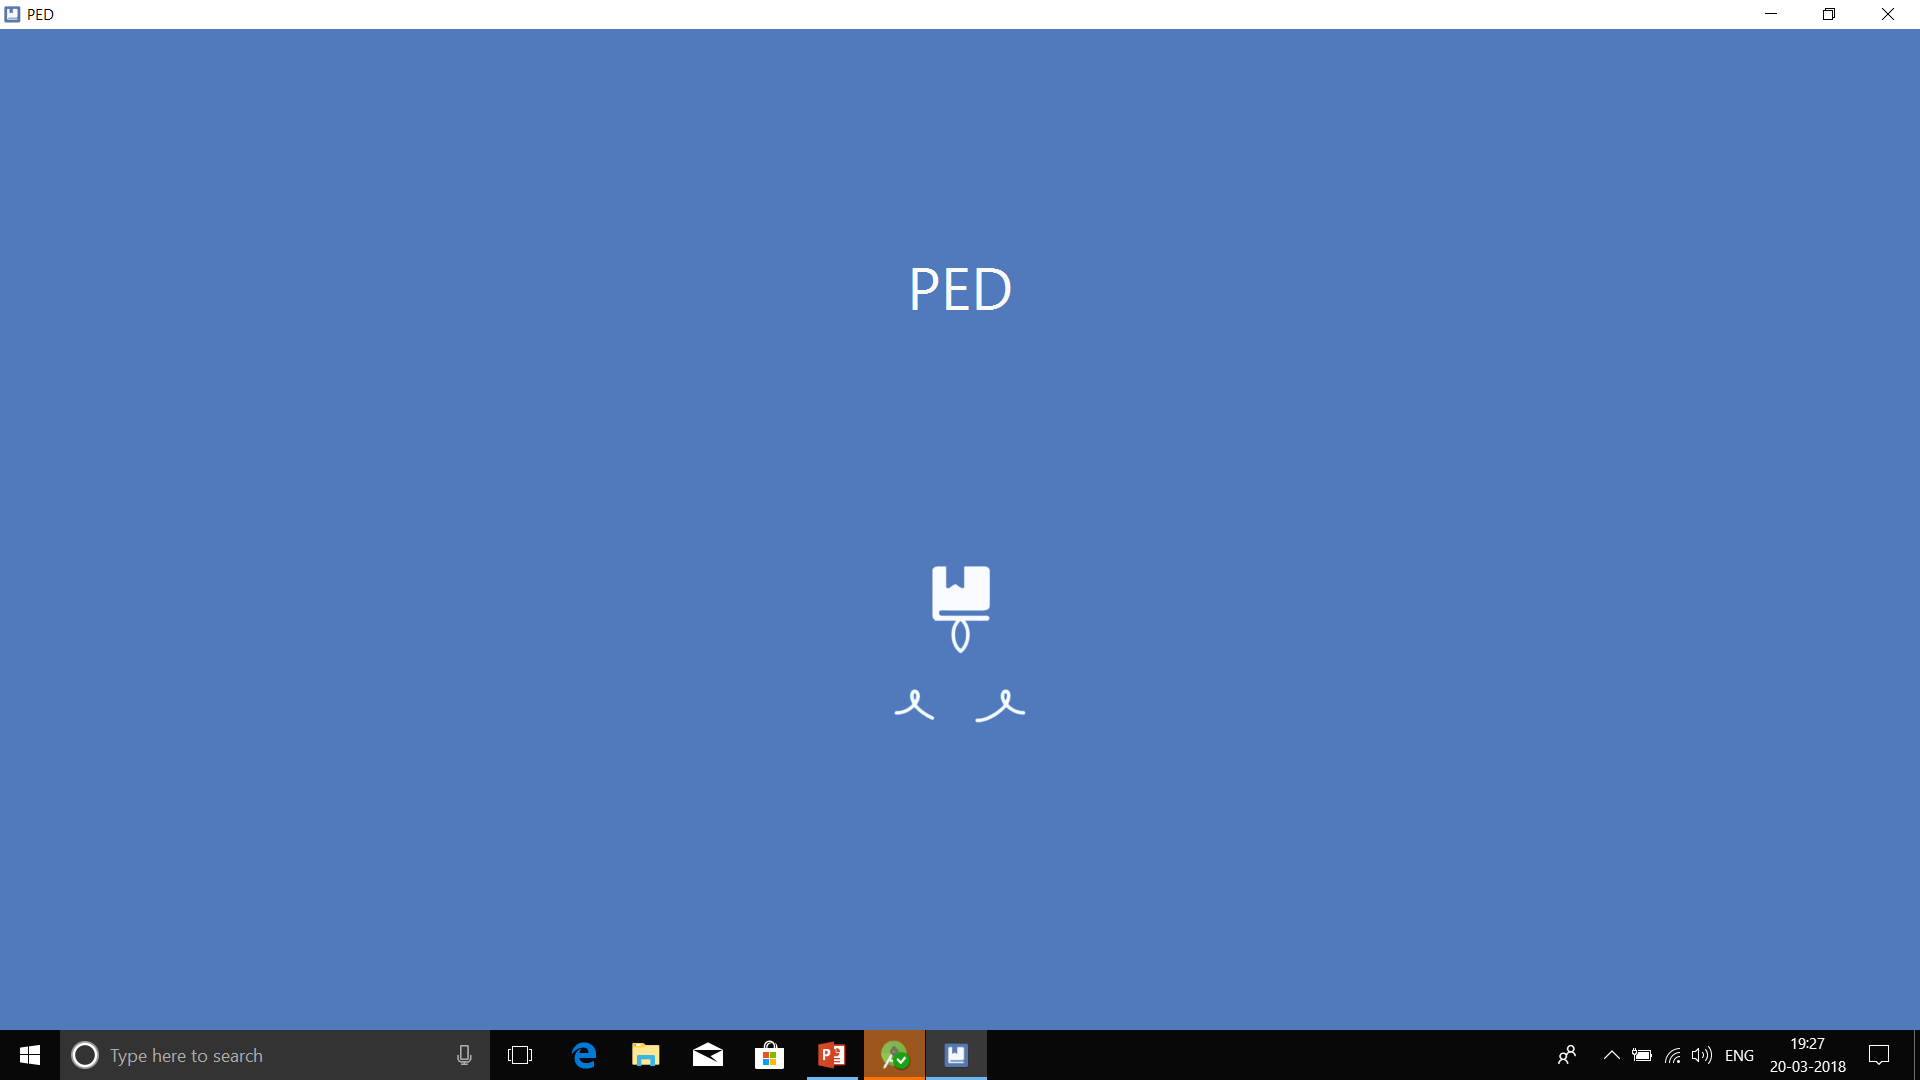 PED
PED
Type here to search
ENG
19:27
20-03-2018